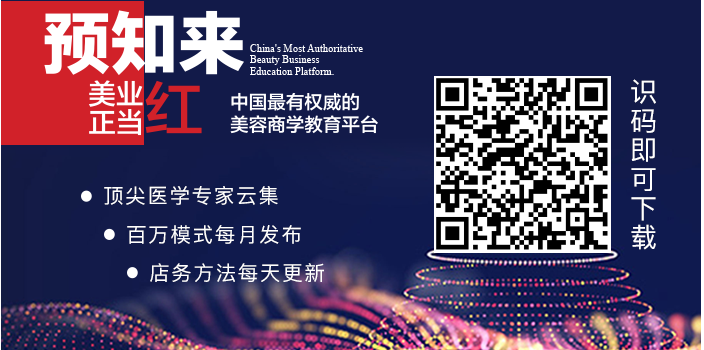 预知来
China's Most Authoritative
Beauty Business
Education Platform.
美业
正当
红
中国最有权威的
美容商学教育平台
顶尖医学专家云集
百万模式每月发布
店务方法每天更新
识码即可下载